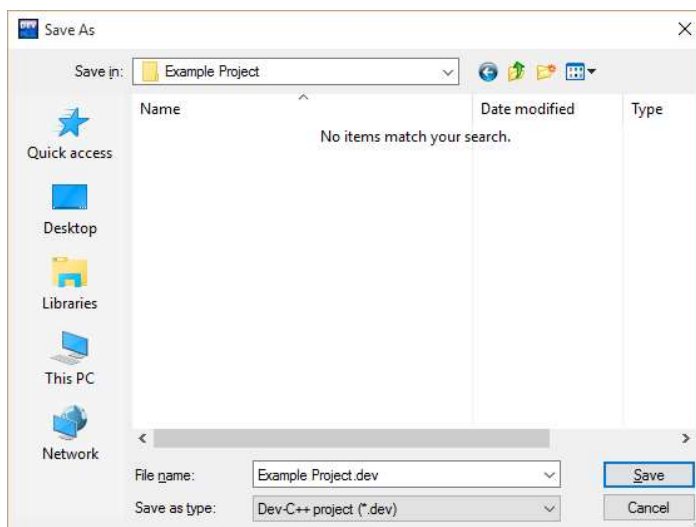 DEV
Save As
Save in: Example Project
Name Date modified Type
No items match your search.
Quick access
Desktop
Libraries
This PC
Network
File name: Example Project.dev Save
Save as type: Dev-C++ project (*.dev) Cancel